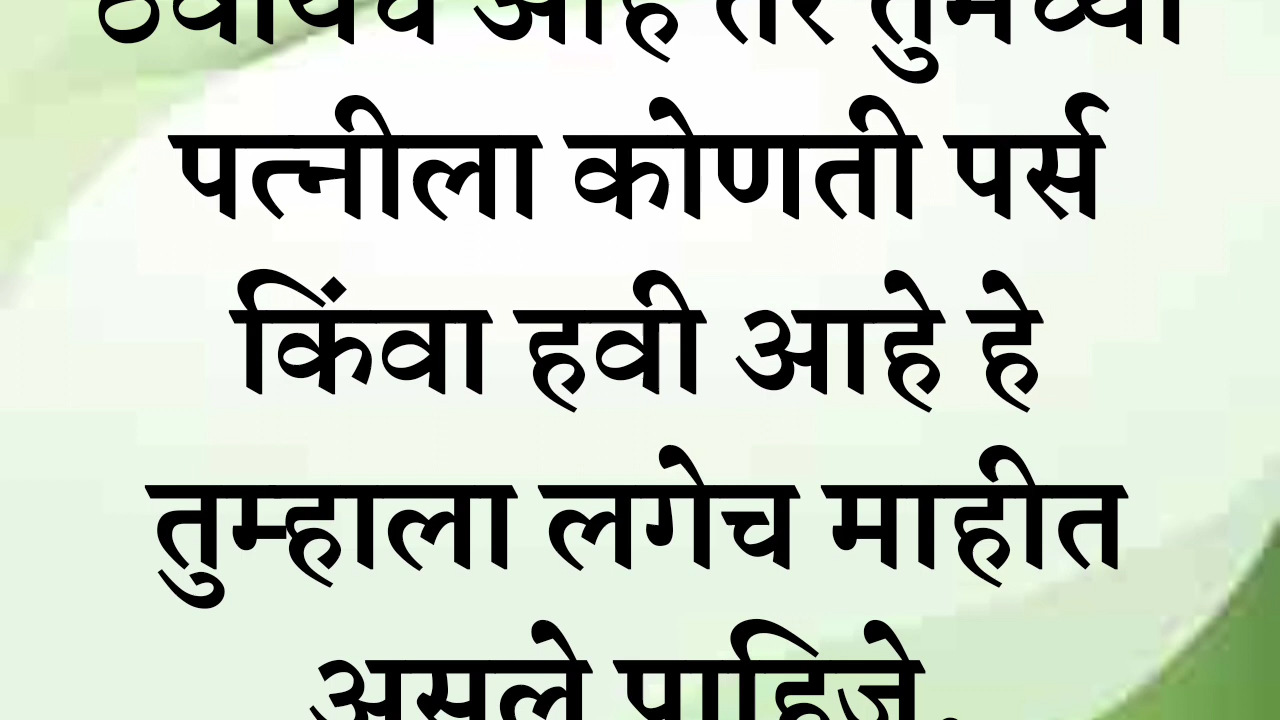 ठेवायचे आहे तर तुमच्या
पत्नीला कोणती पर्स
किंवा हवी आहे हे
तुम्हाला लगेच माहीत
असले पाहिजे.